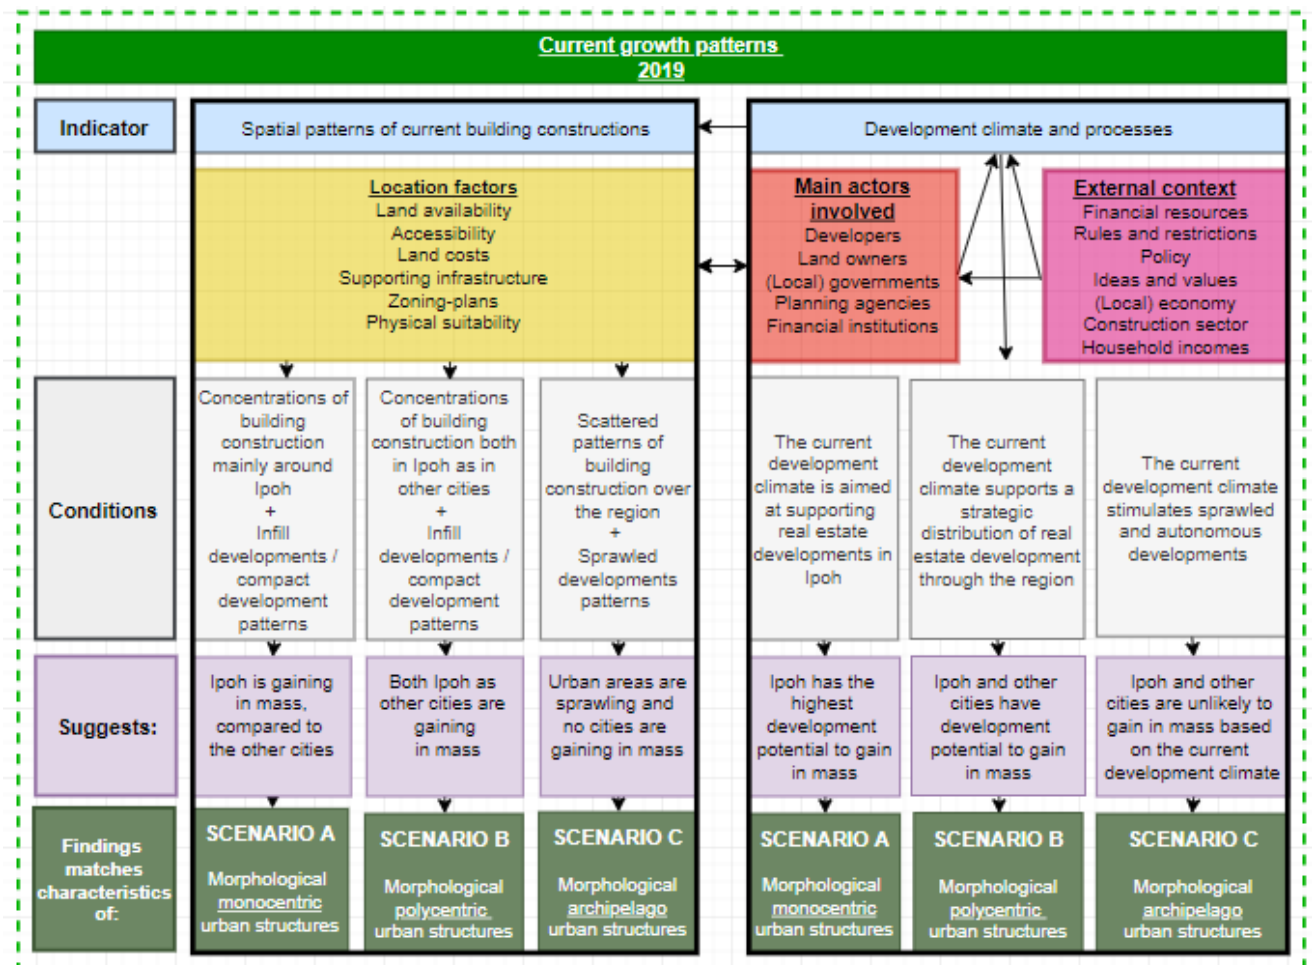 Current growth patterns
2019
Indicator
Spatial patterns of current building constructions
Development climate and processes
Location factors
Land availability
Accessibility
Land costs
Supporting infrastructure
Zoning-plans
Physical suitability
Main actors
involved
Developers
Land owners
(Local) governments
Planning agencies
Financial institutions
External context
Financial resources
Rules and restrictions
Policy
Ideas and values
(Local) economy
Construction sector
Household incomes
Conditions
Concentrations of
building
construction
mainly around
Ipoh
+
Infill
developments /
compact
development
patterns
Concentrations
of building
construction both
in Ipoh as in
other cities
+
Infill
developments /
compact
development
patterns
Scattered
patterns of
building
construction over
the region
+
Sprawled
developments
patterns
The current
development
climate is aimed
at supporting
real estate
developments in
Ipoh
The current
development
climate supports a
strategic
distribution of real
estate development
through the region
The current
development climate
stimulates sprawled
and autonomous
developments
Suggests:
Ipoh is gaining
in mass,
compared to
the other cities
Both Ipoh as
other cities are
gaining
in mass
Urban areas are
sprawling and
no cities are
gaining in mass
Ipoh has the
highest
development
potential to gain
in mass
Ipoh and other
cities have
development
potential to gain
in mass
Ipoh and other
cities are unlikely to
gain in mass based
on the current
development climate
Findings
matches
characteristics
of:
SCENARIO A
Morphological
monocentric
urban structures
SCENARIO B
Morphological
polycentric
urban structures
SCENARIO C
Morphological
archipelago
urban structures
SCENARIO A
Morphological
monocentric
urban structures
SCENARIO B
Morphological
polycentric
urban structures
SCENARIO C
Morphological
archipelago
urban structures